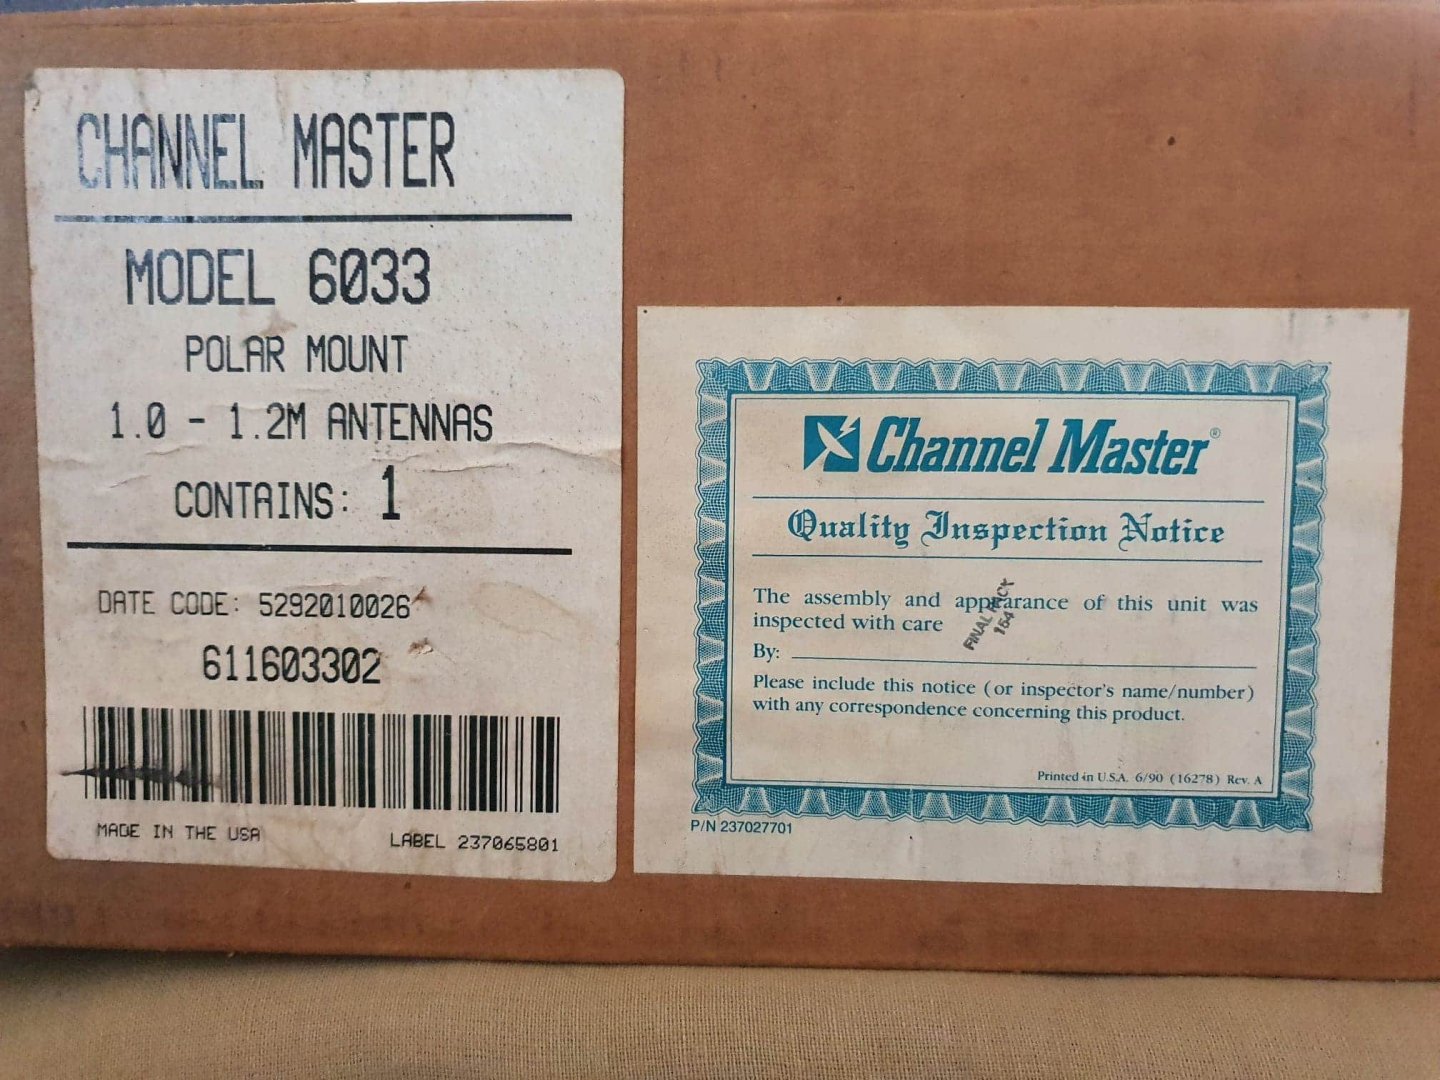 CHANNEL MASTER
MODEL 6033
POLAR MOUNT
1.0 - 1.2M ANTENNAS
CONTAINS: 1
DATE CODE: 5292010026
611603302
MADE IN THE USA
LABEL 237065801
Channel Master®
Quality Inspection Notice
The assembly and appearance of this unit was
inspected with care
FINAL INSP
164
By:
Please include this notice (or inspector's name/number)
with any correspondence concerning this product.
Printed in U.S.A. 6/90 (16278) Rev. A
P/N 237027701